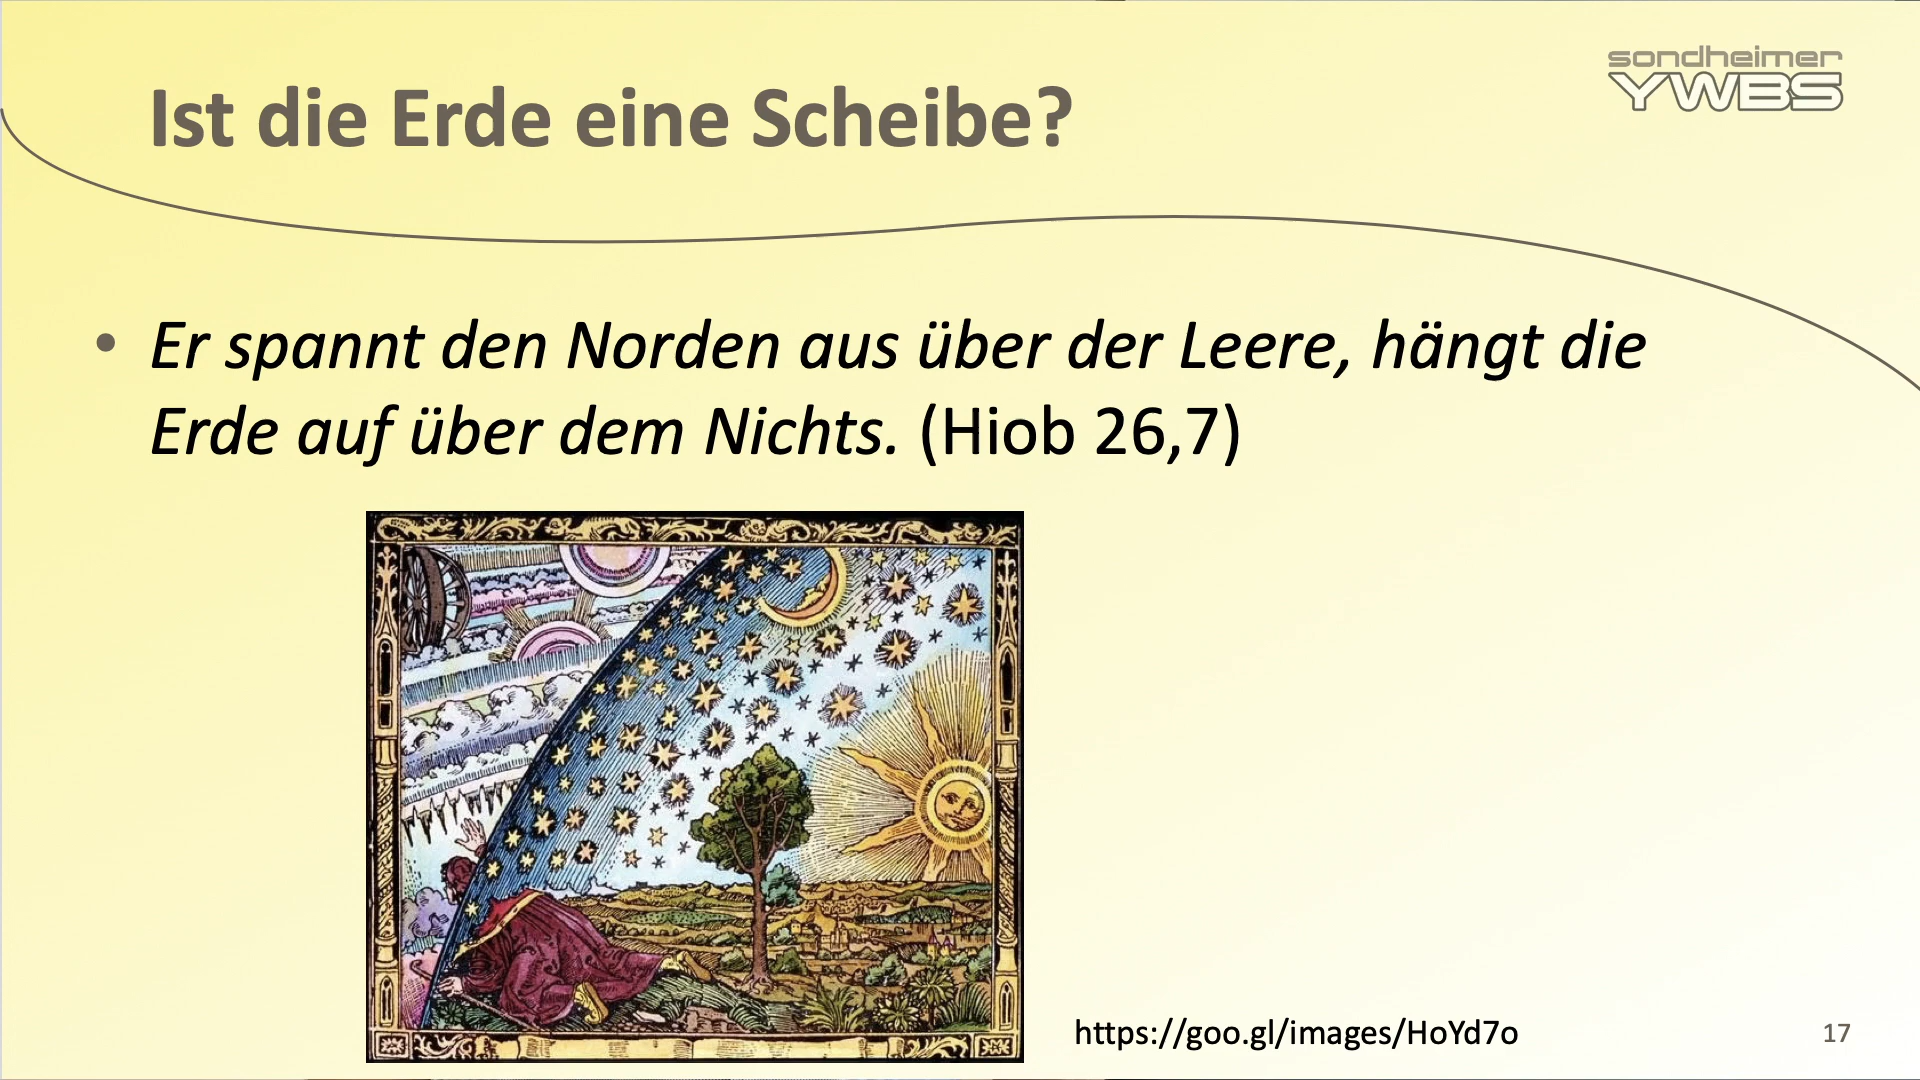 sondheimer
YWBS
Ist die Erde eine Scheibe?
• Er spannt den Norden aus über der Leere, hängt die
Erde auf über dem Nichts. (Hiob 26,7)
https://goo.gl/images/HoYd7o
17